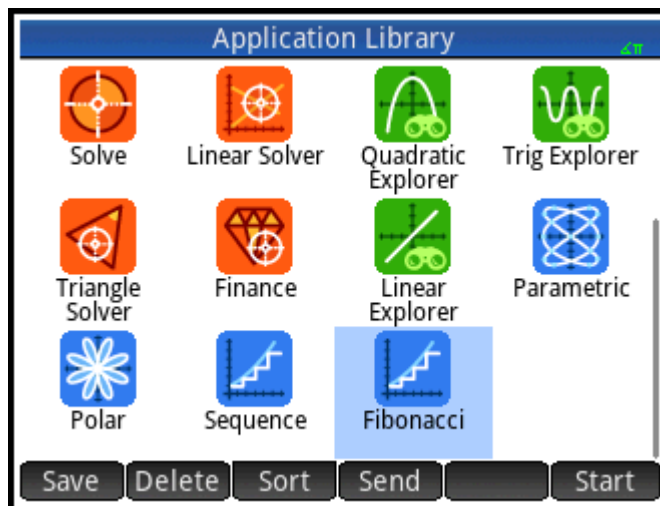 Application Library
∡π
Solve
Linear Solver
Quadratic
Explorer
Trig Explorer
Triangle
Solver
Finance
Linear
Explorer
Parametric
Polar
Sequence
Fibonacci
Save Delete Sort Send Start